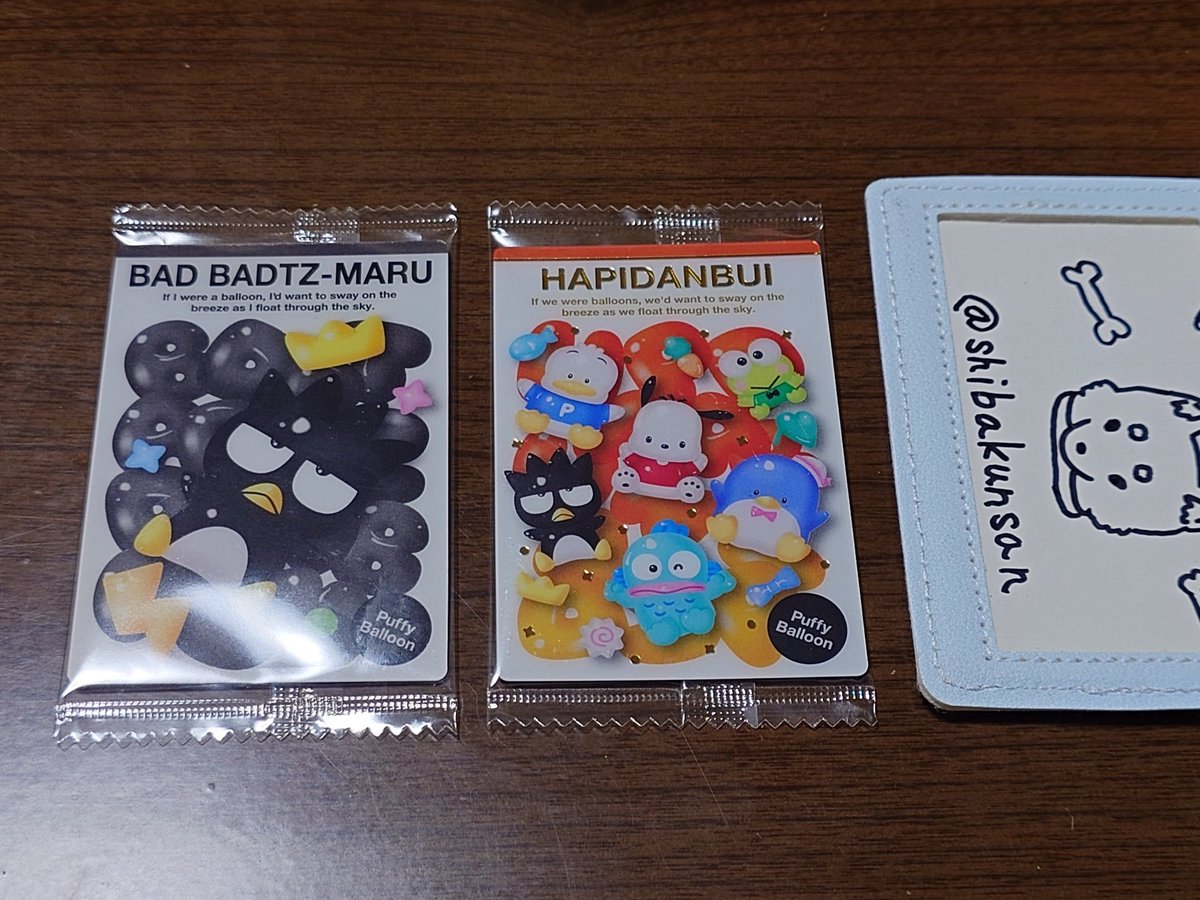 BAD BADTZ-MARU
If I were a balloon, I'd want to sway on the
breeze as I float through the sky.
Puffy
Balloon
HAPIDANBUI
If we were balloons, we'd want to sway on the
breeze as we float through the sky.
P
Puffy
Balloon
@shibakunsan